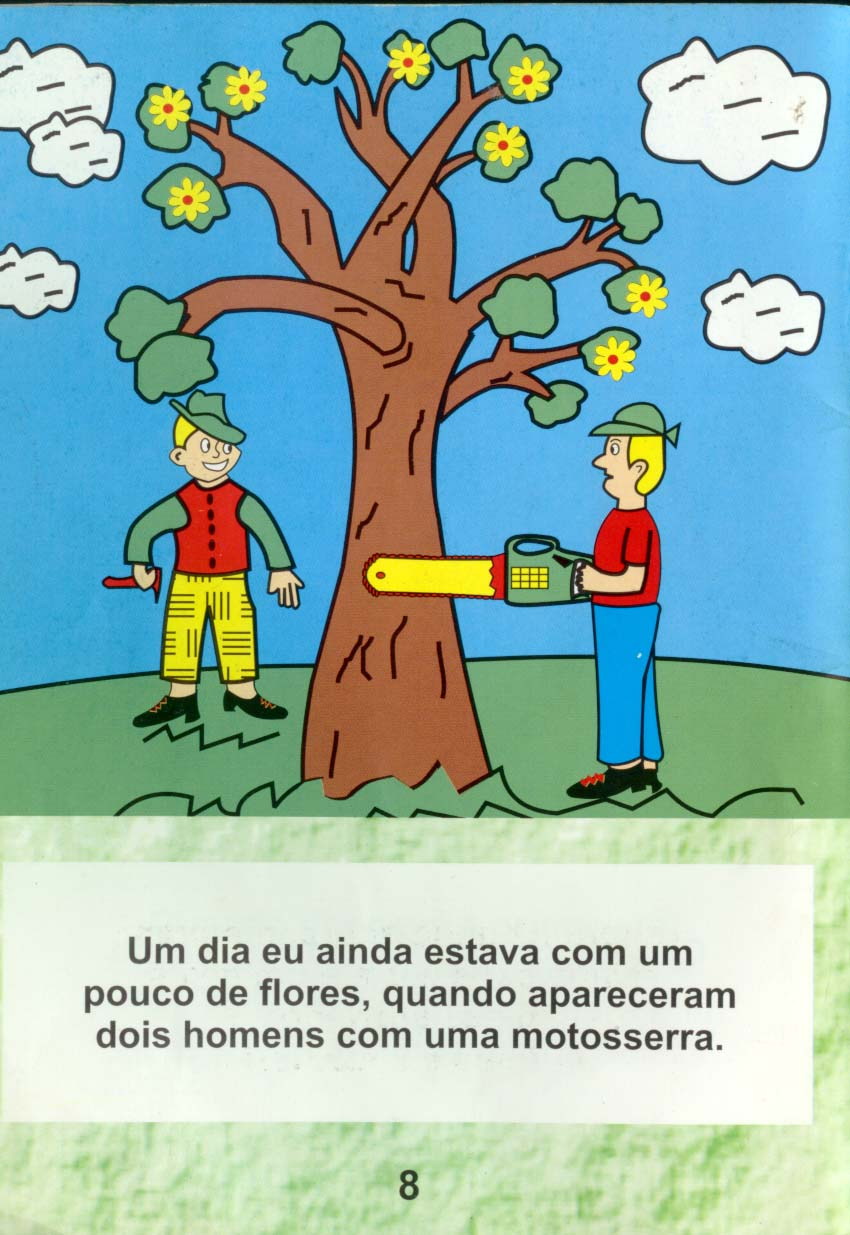 Um dia eu ainda estava com um
pouco de flores, quando apareceram
dois homens com uma motosserra.
8